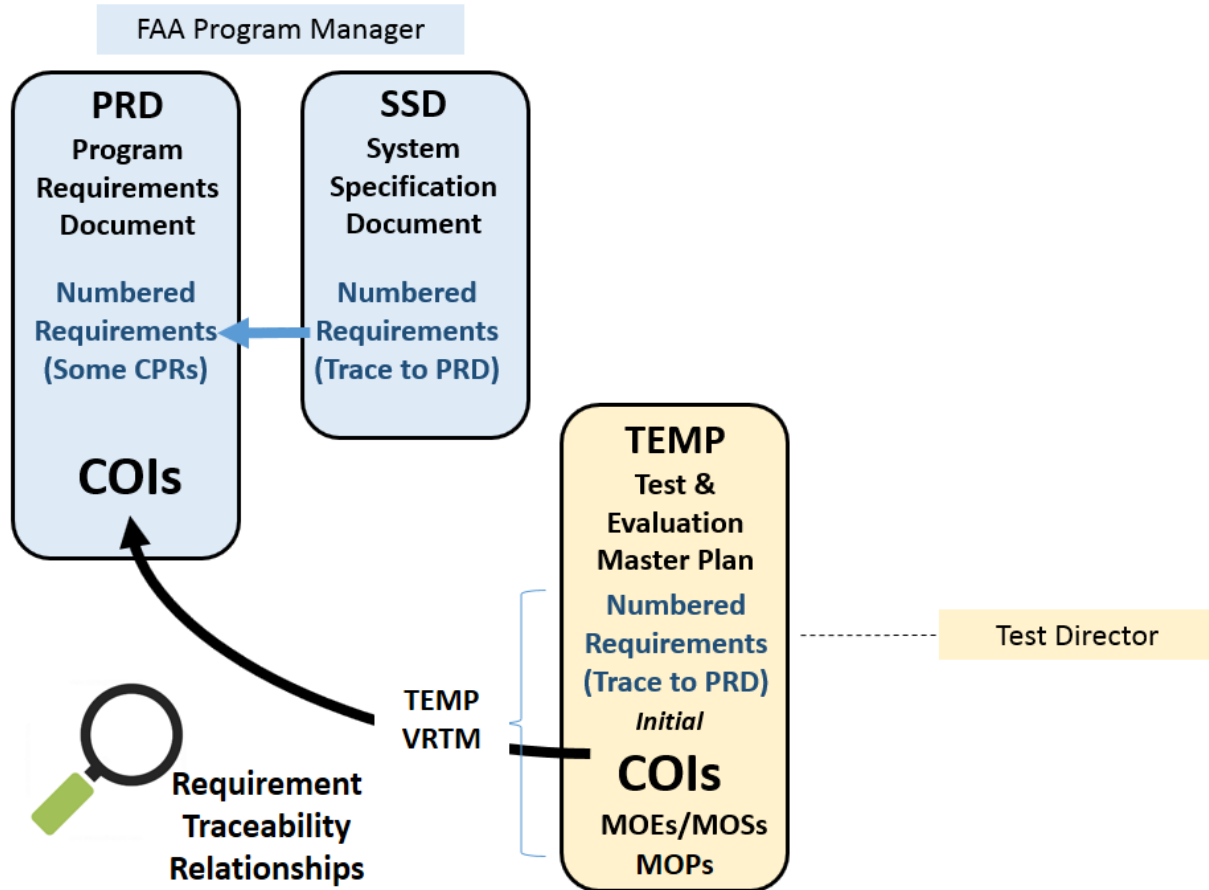 FAA Program Manager
PRD
Program
Requirements
Document
Numbered
Requirements
(Some CPRs)
COIs
SSD
System
Specification
Document
Numbered
Requirements
(Trace to PRD)
TEMP
Test &
Evaluation
Master Plan
Numbered
Requirements
(Trace to PRD)
Initial
COIs
MOEs/MOSs
MOPs
Test Director
TEMP
VRTM
Requirement
Traceability
Relationships